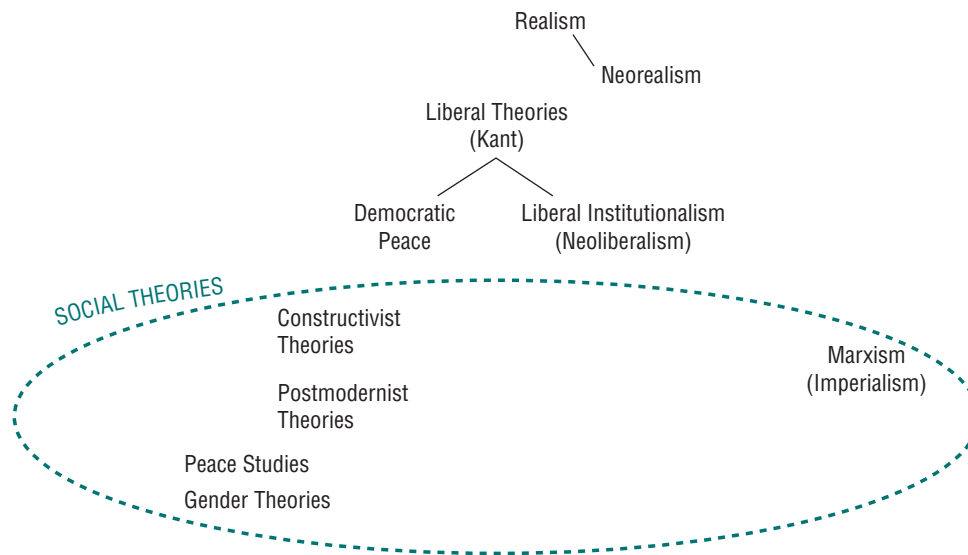 Realism
Neorealism
Liberal Theories
(Kant)
Democratic
Peace
Liberal Institutionalism
(Neoliberalism)
SOCIAL THEORIES
Constructivist
Theories
Marxism
(Imperialism)
Postmodernist
Theories
Peace Studies
Gender Theories